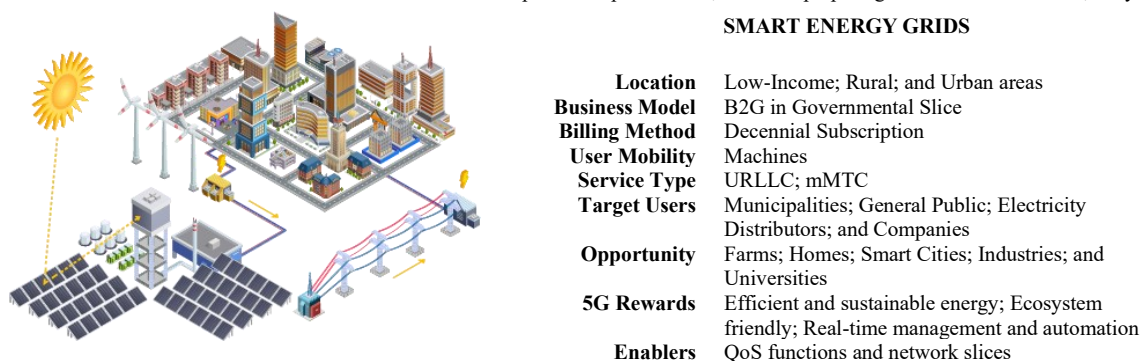 SMART ENERGY GRIDS
Location Low-Income; Rural; and Urban areas
Business Model B2G in Governmental Slice
Billing Method Decennial Subscription
User Mobility Machines
Service Type URLLC; mMTC
Target Users Municipalities; General Public; Electricity
Distributors; and Companies
Opportunity Farms; Homes; Smart Cities; Industries; and
Universities
5G Rewards Efficient and sustainable energy; Ecosystem
friendly; Real-time management and automation
Enablers QoS functions and network slices